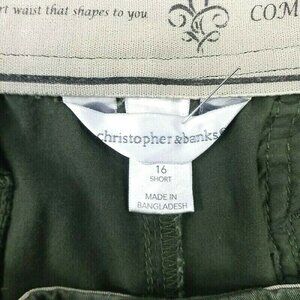 rt waist that shapes to you
COM
christopher & banks
16
SHORT
MADE IN
BANGLADESH